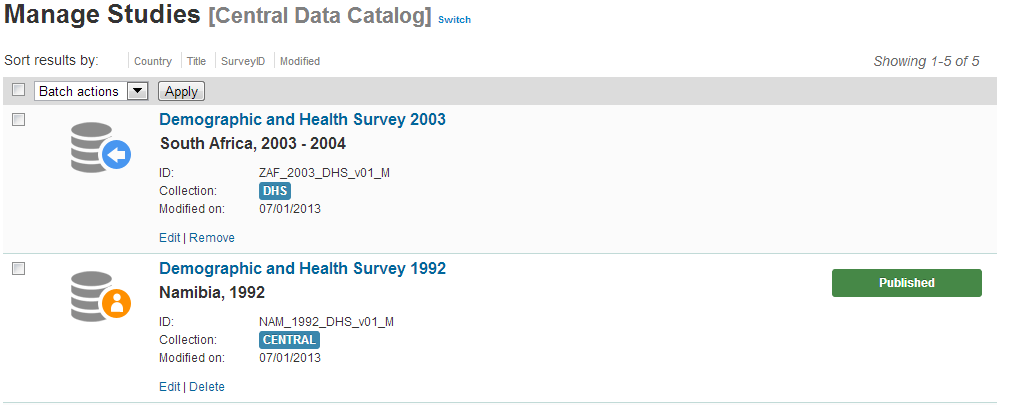 Manage Studies [Central Data Catalog] Switch
Sort results by: Country Title SurveyID Modified Showing 1-5 of 5
Batch actions Apply
Demographic and Health Survey 2003
South Africa, 2003 - 2004
ID: ZAF_2003_DHS_v01_M
Collection: DHS
Modified on: 07/01/2013
Edit | Remove
Demographic and Health Survey 1992
Published
Namibia, 1992
ID: NAM_1992_DHS_v01_M
Collection: CENTRAL
Modified on: 07/01/2013
Edit | Delete